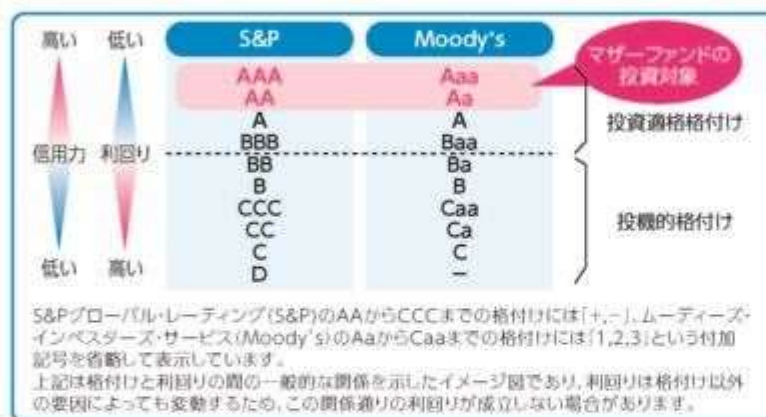 高い 低い S&P Moody's
マザーファンドの
投資対象
AAA Aaa
AA Aa
A A
投資適格格付け
BBB Baa
信用力 利回り
BB Ba
B B
CCC Caa
投機的格付け
CC Ca
C C
低い 高い D –
S&Pグローバル・レーティング(S&P)のAAからCCCまでの格付けには「+,-」、ムーディーズ・
インベスターズ・サービス(Moody's)のAaからCaaまでの格付けには「1,2,3」という付加
記号を省略して表示しています。
上記は格付けと利回りの間の一般的な関係を示したイメージ図であり、利回りは格付け以外
の要因によっても変動するため、この関係通りの利回りが成立しない場合があります。